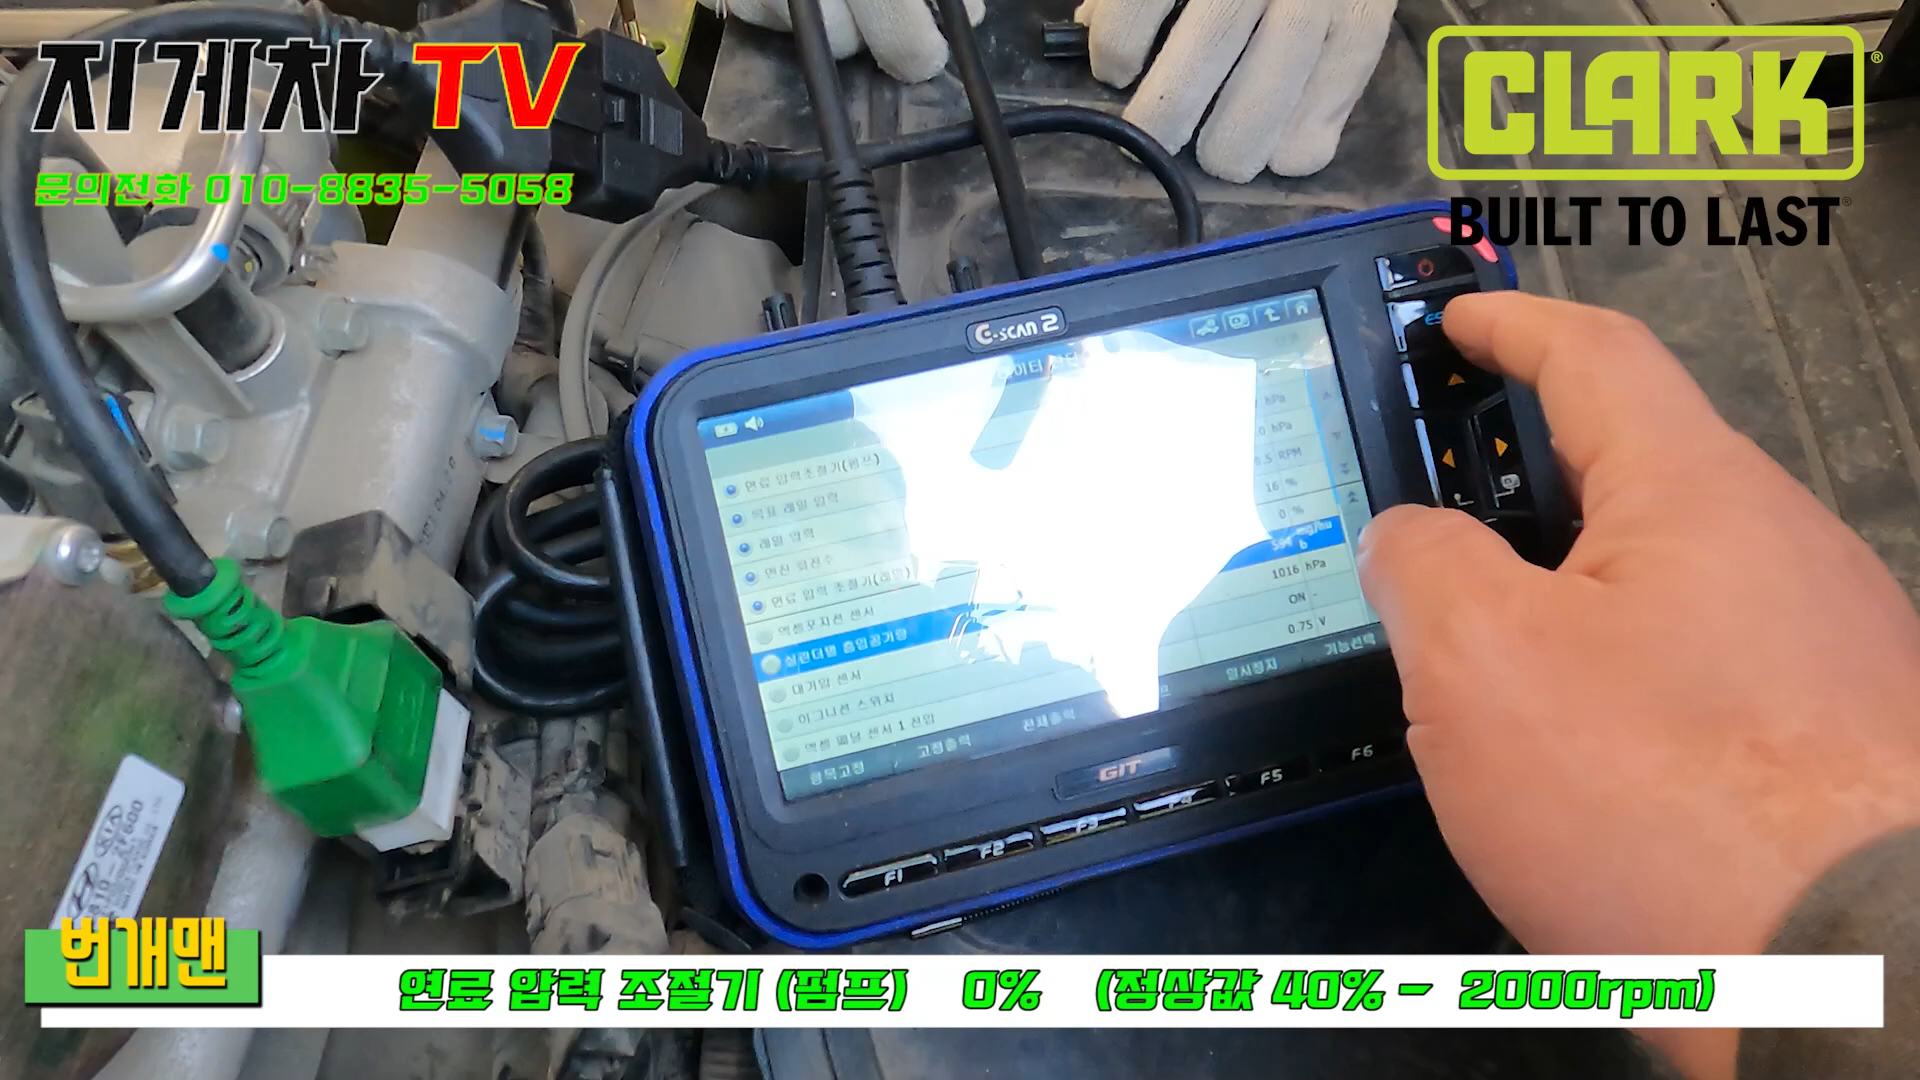 지게차 TV
문의전화 010-8835-5058
CLARK®
BUILT TO LAST®
G-SCAN 2
연료 압력조절기(펌프)
목표 레일 압력
레일 압력
엔진 회전수
연료 압력 조절기(레일)
엑셀포지션 센서
실린더별 흡입공기량
대기압 센서
이그니션 스위치
엑셀 페달 센서 1 전압
hPa
0 hPa
RPM
16 %
0 %
594 mg/hu
b
1016 hPa
ON -
0.75 V
항목고정
고정출력
전체출력
일시정지
기능선택
GIT
F1
F2
F3
F4
F5
F6
KIA
번개맨
연료 압력 조절기 (펌프) 0% (정상값 40% - 2000rpm)